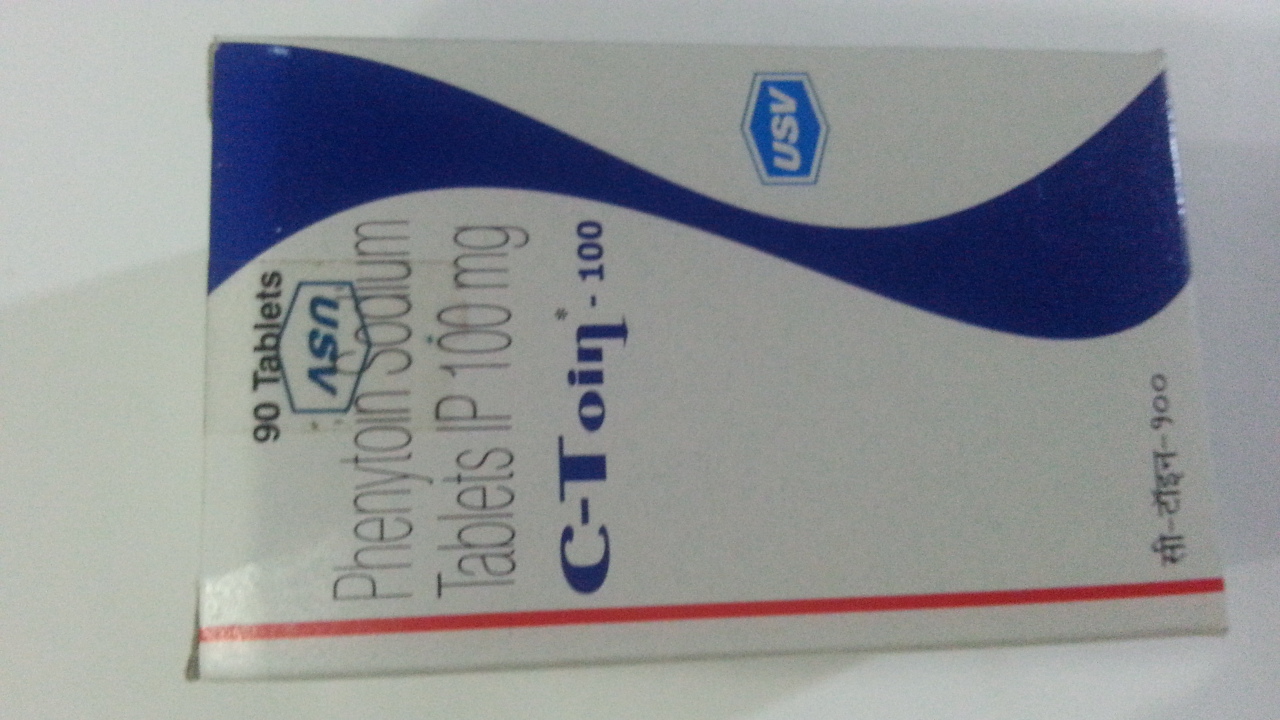 90 Tablets
USV
Phenytoin Sodium
Tablets IP 100 mg
C-Toin* - 100
USV
सी-टॉइन-१००